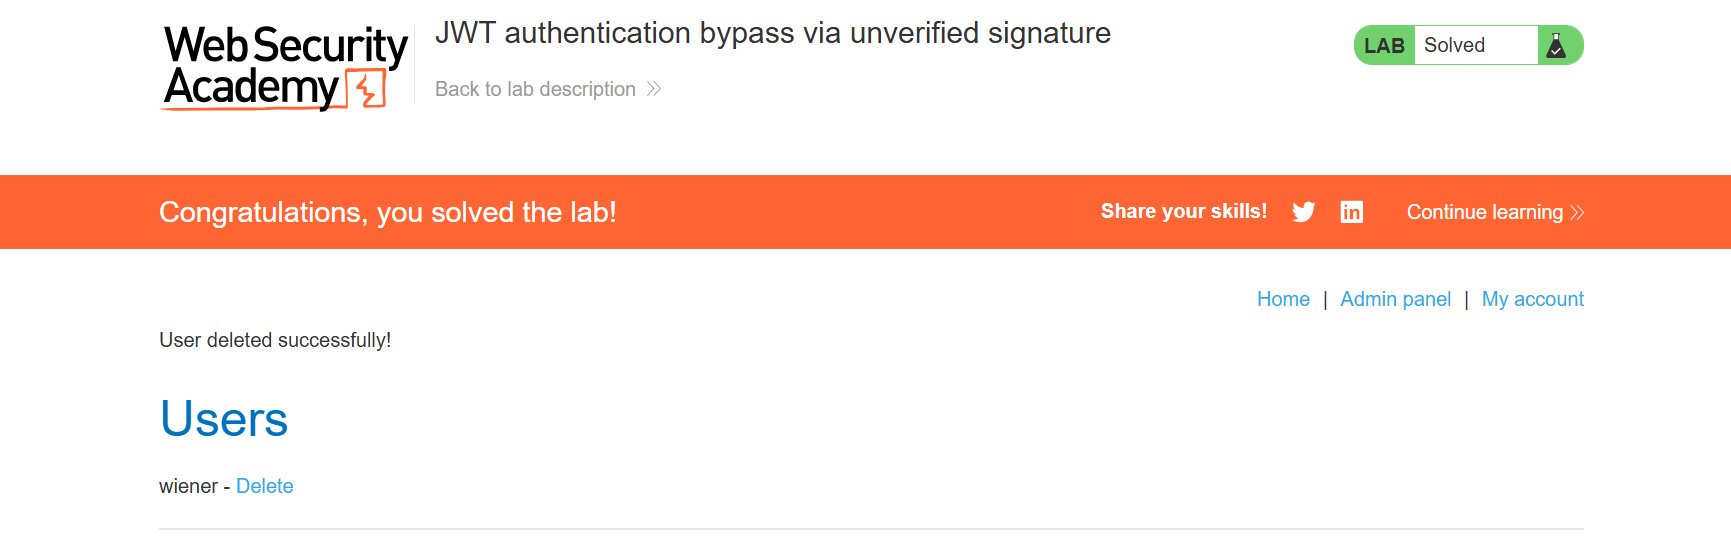 Web Security
Academy
JWT authentication bypass via unverified signature
Back to lab description
LAB Solved
Congratulations, you solved the lab!
Share your skills!
Continue learning
Home | Admin panel | My account
User deleted successfully!
Users
wiener - Delete